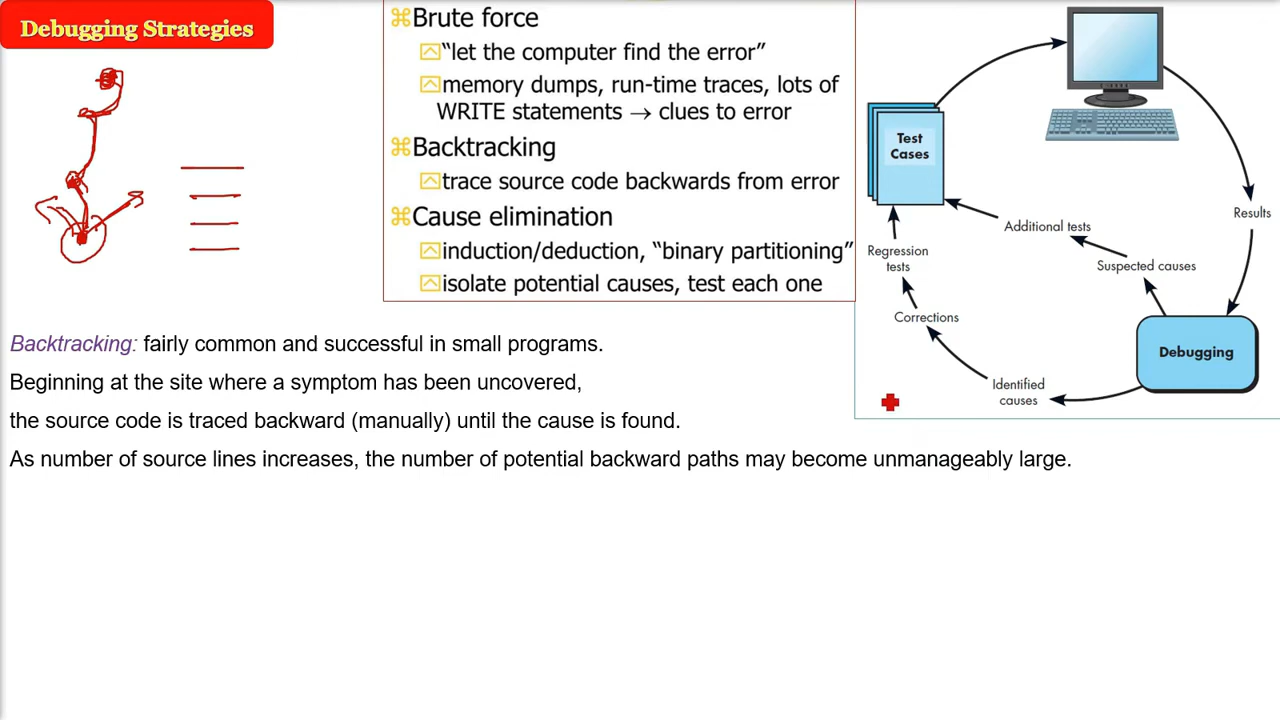 Debugging Strategies
Brute force
“let the computer find the error”
memory dumps, run-time traces, lots of
WRITE statements → clues to error
Backtracking
trace source code backwards from error
Cause elimination
induction/deduction, “binary partitioning”
isolate potential causes, test each one
Test
Cases
Results
Additional tests
Suspected causes
Regression
tests
Corrections
Debugging
Identified
causes
Backtracking: fairly common and successful in small programs.
Beginning at the site where a symptom has been uncovered,
the source code is traced backward (manually) until the cause is found.
As number of source lines increases, the number of potential backward paths may become unmanageably large.